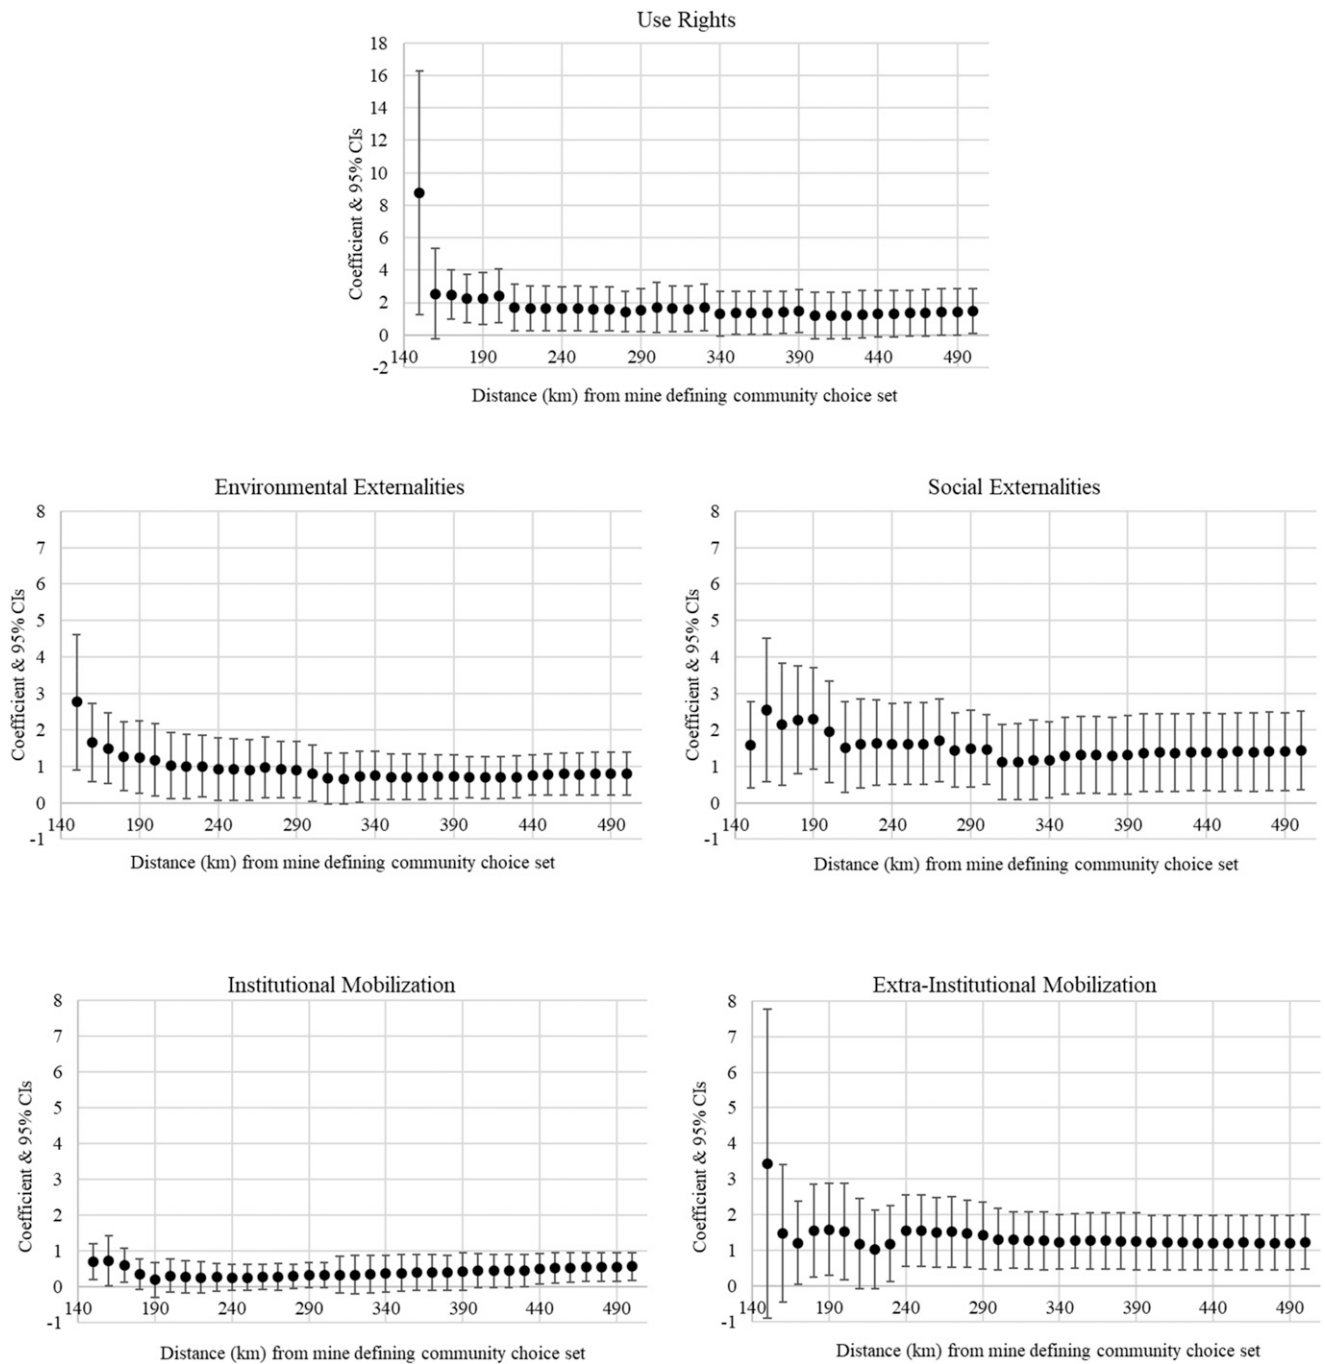 Use Rights
Coefficient & 95% CIs
18
16
14
12
10
8
6
4
2
0
-2
140 190 240 290 340 390 440 490
Distance (km) from mine defining community choice set
Environmental Externalities
Coefficient & 95% CIs
8
7
6
5
4
3
2
1
0
-1
140 190 240 290 340 390 440 490
Distance (km) from mine defining community choice set
Social Externalities
Coefficient & 95% CIs
8
7
6
5
4
3
2
1
0
-1
140 190 240 290 340 390 440 490
Distance (km) from mine defining community choice set
Institutional Mobilization
Coefficient & 95% CIs
8
7
6
5
4
3
2
1
0
-1
140 190 240 290 340 390 440 490
Distance (km) from mine defining community choice set
Extra-Institutional Mobilization
Coefficient & 95% CIs
8
7
6
5
4
3
2
1
0
-1
140 190 240 290 340 390 440 490
Distance (km) from mine defining community choice set